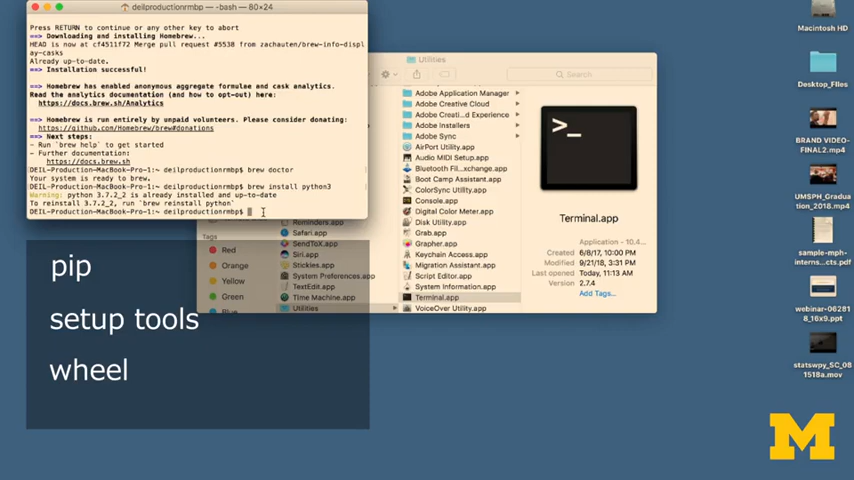 deilproductionrmbp — -bash — 80×24
Press RETURN to continue or any other key to abort
==> Downloading and installing Homebrew...
HEAD is now at cf4511f72 Merge pull request #5538 from zachauten/brew-info-displ
ay-casks
Already up-to-date.
==> Installation successful!
==> Homebrew has enabled anonymous aggregate formulae and cask analytics.
Read the analytics documentation (and how to opt-out) here:
https://docs.brew.sh/Analytics
==> Homebrew is run entirely by unpaid volunteers. Please consider donating:
https://github.com/Homebrew/brew#donations
==> Next steps:
- Run `brew help` to get started
- Further documentation:
https://docs.brew.sh
DEIL-Production-MacBook-Pro-1:~ deilproductionrmbp$ brew doctor
Your system is ready to brew.
DEIL-Production-MacBook-Pro-1:~ deilproductionrmbp$ brew install python3
Warning: python 3.7.2_2 is already installed and up-to-date
To reinstall 3.7.2_2, run `brew reinstall python`
DEIL-Production-MacBook-Pro-1:~ deilproductionrmbp$
pip
setup tools
wheel
Utilities
Search
Tags
Red
Orange
Yellow
Green
Blue
Reminders.app
Safari.app
SendToX.app
Siri.app
Stickies.app
System Preferences.app
TextEdit.app
Time Machine.app
Utilities
Adobe Application Manager
Adobe Creative Cloud
Adobe Creati...d Experience
Adobe Installers
Adobe Sync
AirPort Utility.app
Audio MIDI Setup.app
Bluetooth Fil...xchange.app
Boot Camp Assistant.app
ColorSync Utility.app
Console.app
Digital Color Meter.app
Disk Utility.app
Grab.app
Grapher.app
Keychain Access.app
Migration Assistant.app
Script Editor.app
System Information.app
Terminal.app
VoiceOver Utility.app
>_
Terminal.app
Application - 10.4...
Created 6/8/17, 10:00 AM
Modified 9/21/18, 3:31 PM
Last opened Today, 11:13 AM
Version 2.7.4
Add Tags...
Macintosh HD
Desktop_Files
BRAND VIDEO-
FINAL2.mp4
UMSPH_Gradua
tion_2018.mp4
sample-mph-
interns...cts.pdf
webinar-06281
8_16x9.ppt
statswpy_SC_08
1518a.mov
M